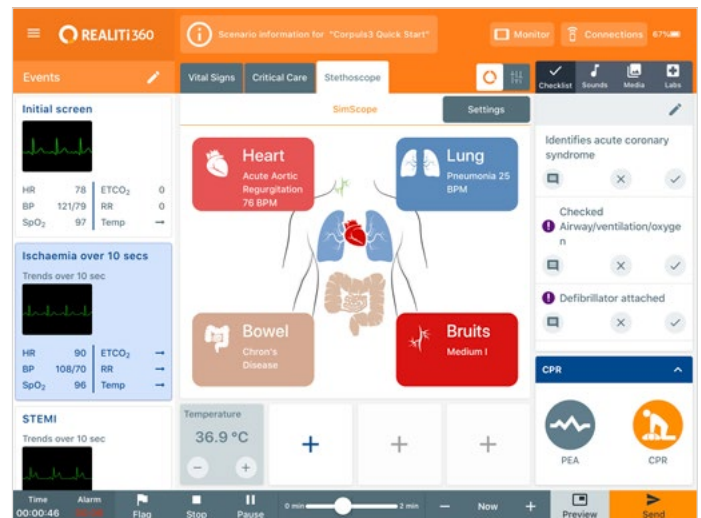 REALITi360
Scenario information for "Corpuls3 Quick Start"
Monitor
Connections
67%
Events
Vital Signs
Critical Care
Stethoscope
Checklist
Sounds
Media
Labs
SimScope
Settings
Initial screen
HR 78 ETCO₂ 0
BP 121/79 RR 0
SpO₂ 97 Temp →
Ischaemia over 10 secs
Trends over 10 sec
HR 90 ETCO₂ →
BP 108/70 RR →
SpO₂ 96 Temp →
STEMI
Trends over 10 sec
Heart
Acute Aortic
Regurgitation
76 BPM
Lung
Pneumonia 25
BPM
Bowel
Chron's
Disease
Bruits
Medium I
Temperature
36.9 °C
− +
+
+
+
Identifies acute coronary
syndrome
Checked
Airway/ventilation/oxyge
n
Defibrillator attached
CPR
PEA
CPR
Time
00:00:46
Alarm
Flag
Stop
Pause
0 min
2 min
− Now +
Preview
Send